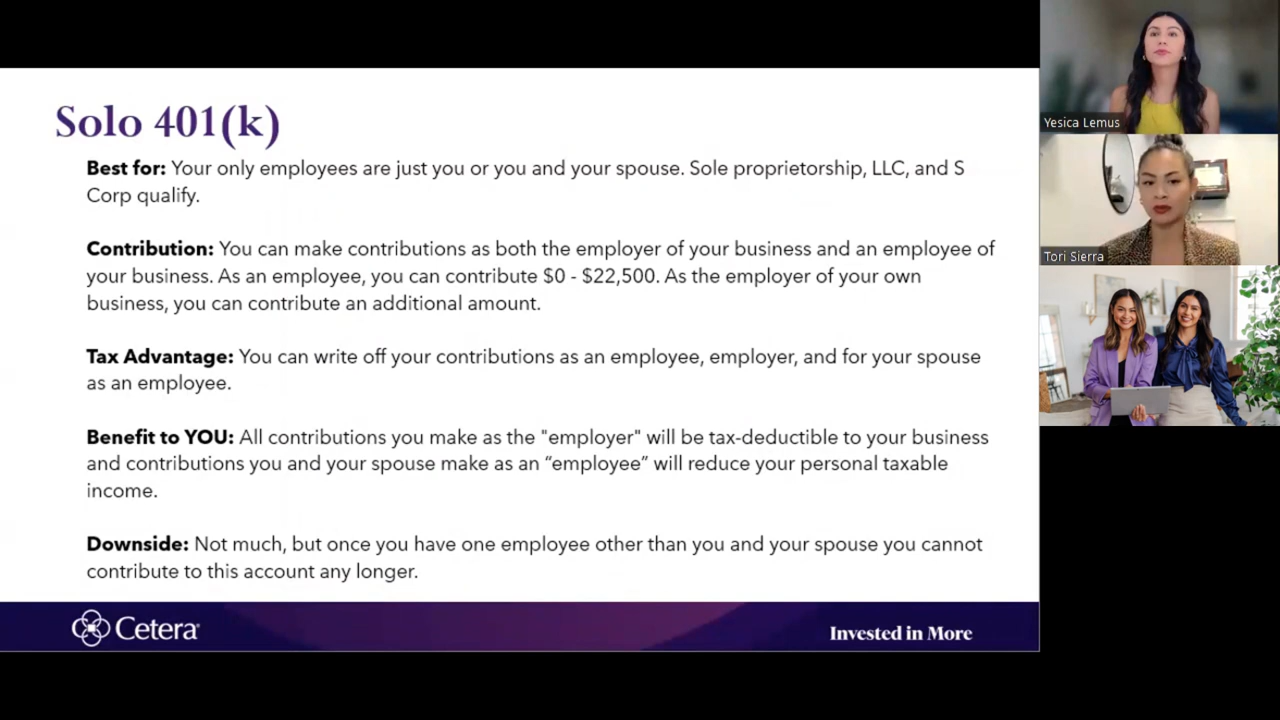 Solo 401(k)
Best for: Your only employees are just you or you and your spouse. Sole proprietorship, LLC, and S
Corp qualify.
Contribution: You can make contributions as both the employer of your business and an employee of
your business. As an employee, you can contribute $0 - $22,500. As the employer of your own
business, you can contribute an additional amount.
Tax Advantage: You can write off your contributions as an employee, employer, and for your spouse
as an employee.
Benefit to YOU: All contributions you make as the "employer" will be tax-deductible to your business
and contributions you and your spouse make as an “employee” will reduce your personal taxable
income.
Downside: Not much, but once you have one employee other than you and your spouse you cannot
contribute to this account any longer.
Cetera®
Invested in More
Yesica Lemus
Tori Sierra